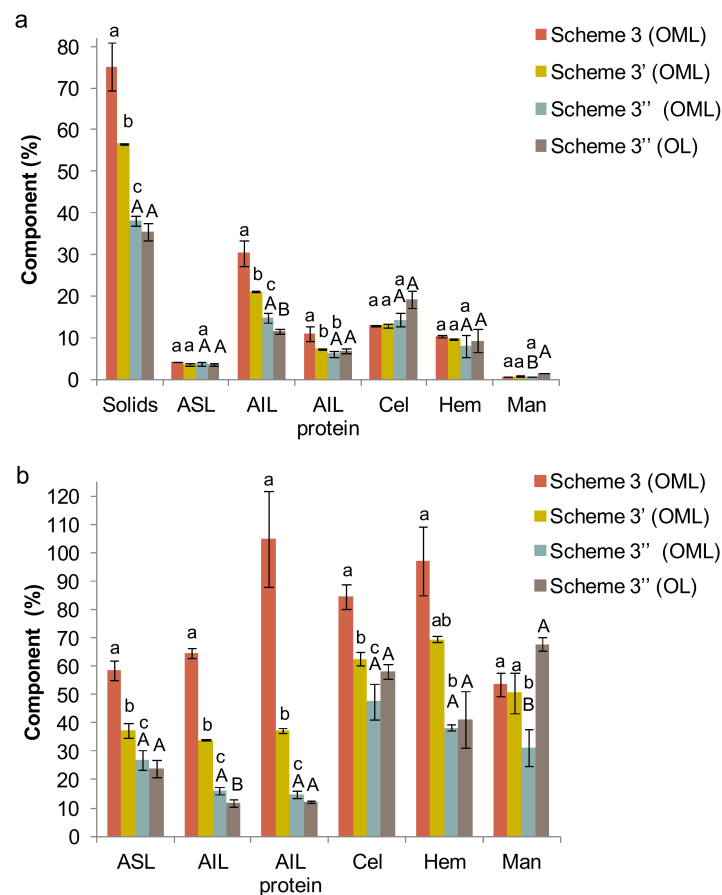 a
Component (%)
80
70
60
50
40
30
20
10
0
Scheme 3 (OML)
Scheme 3' (OML)
Scheme 3'' (OML)
Scheme 3'' (OL)
a
b
c
A
A
a
a
a
A
A
a
b
c
A
B
a
b
b
A
A
a
a
a
A
A
a
a
a
A
A
a
a
a
B
A
Solids
ASL
AIL
AIL protein
Cel
Hem
Man
b
Component (%)
120
110
100
90
80
70
60
50
40
30
20
10
0
Scheme 3 (OML)
Scheme 3' (OML)
Scheme 3'' (OML)
Scheme 3'' (OL)
a
b
c
A
A
a
b
c
A
B
a
b
c
A
A
a
b
c
A
A
a
ab
b
A
A
a
a
b
B
A
ASL
AIL
AIL protein
Cel
Hem
Man